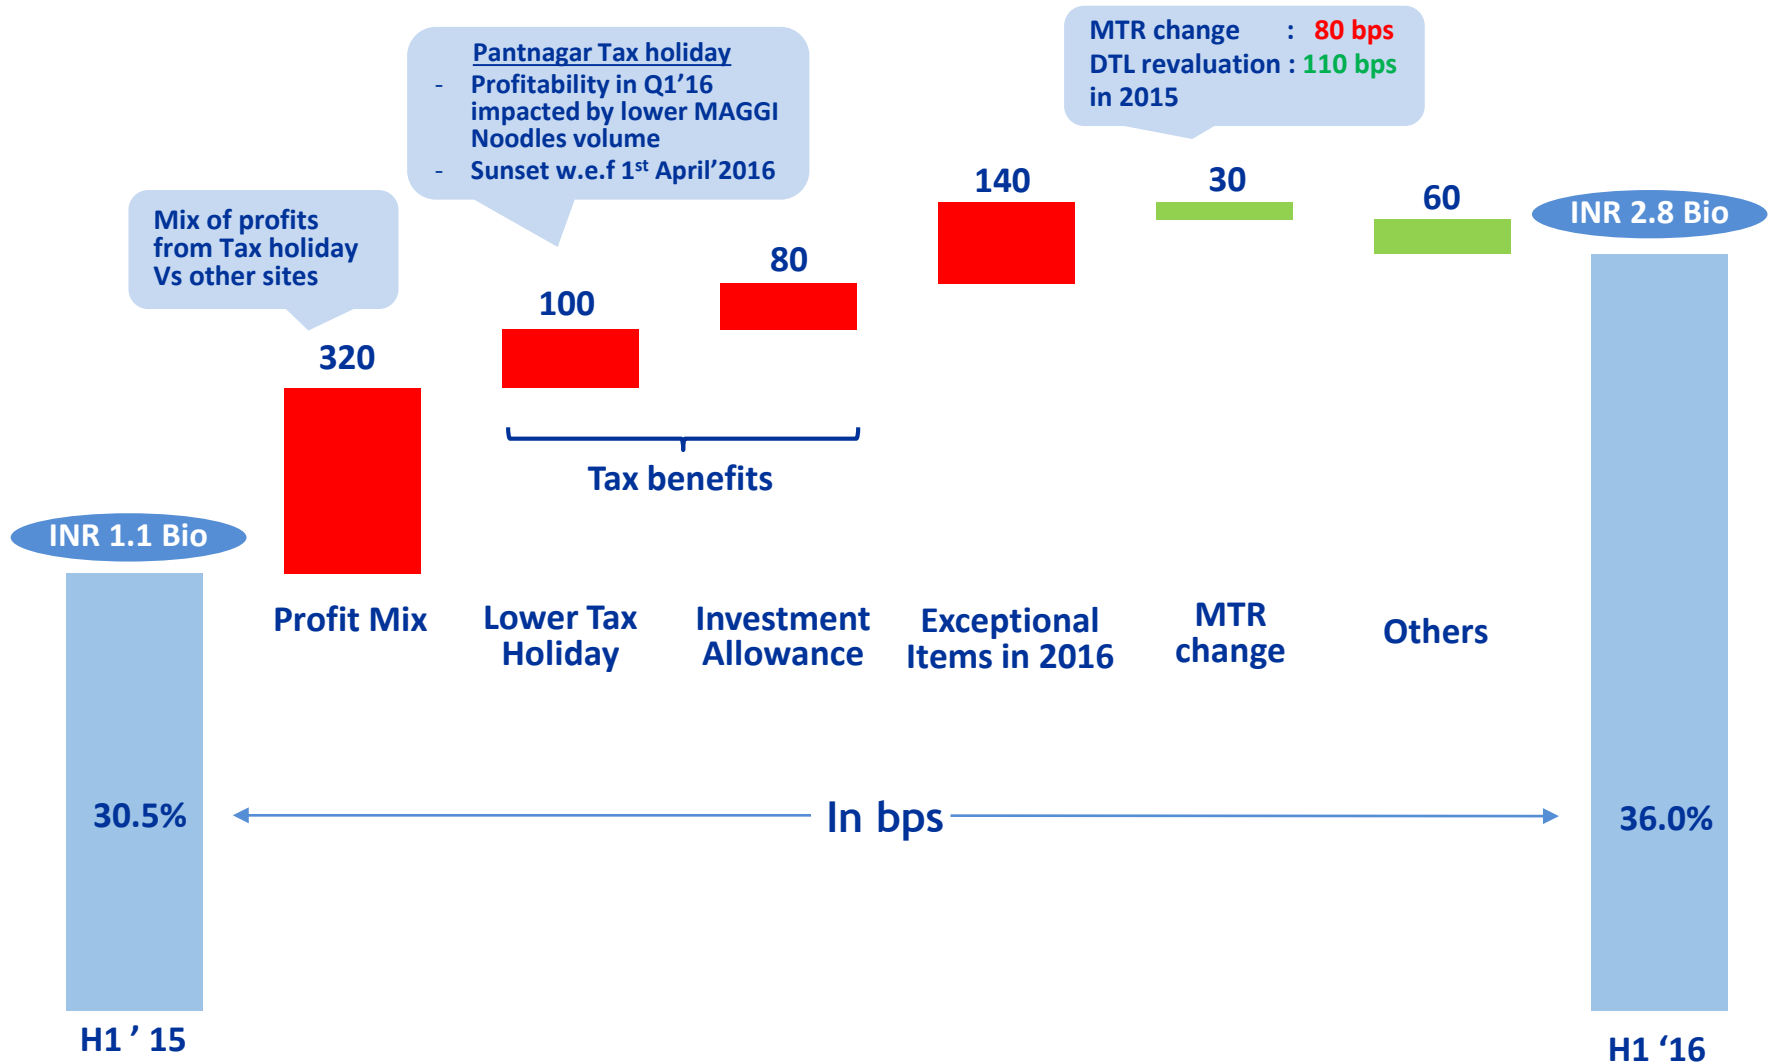 Pantnagar Tax holiday
- Profitability in Q1’16
impacted by lower MAGGI
Noodles volume
- Sunset w.e.f 1st April’2016
MTR change : 80 bps
DTL revaluation : 110 bps
in 2015
Mix of profits
from Tax holiday
Vs other sites
320
100
80
140
30
60
INR 2.8 Bio
Tax benefits
INR 1.1 Bio
Profit Mix
Lower Tax
Holiday
Investment
Allowance
Exceptional
Items in 2016
MTR
change
Others
30.5%
In bps
36.0%
H1 ’ 15
H1 ‘16